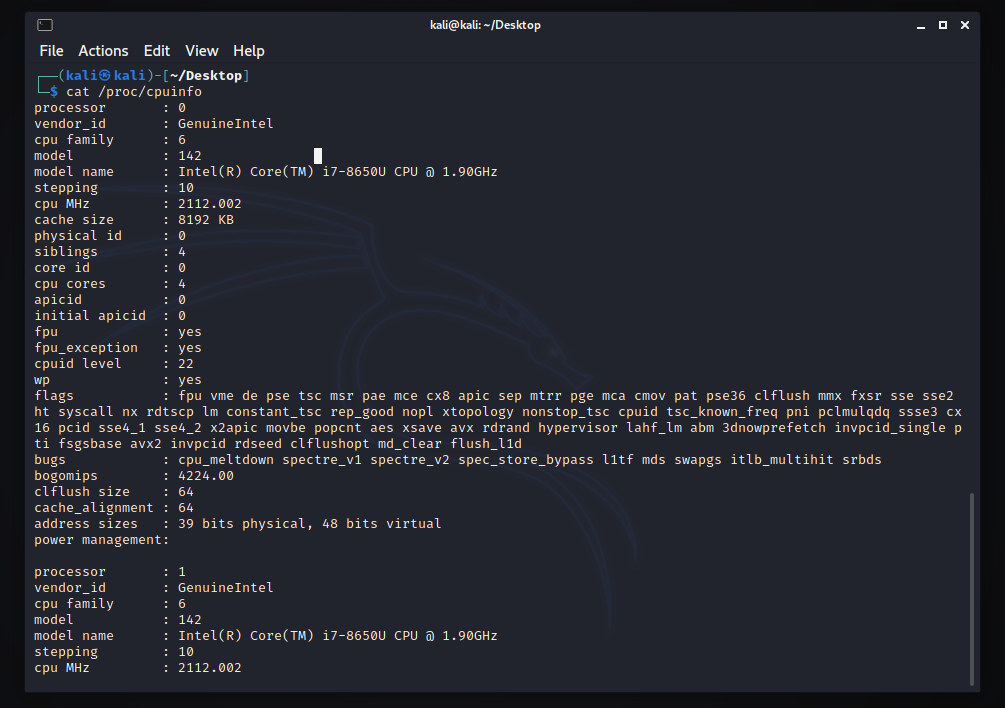 kali@kali: ~/Desktop
File Actions Edit View Help
┌──(kali㉿kali)-[~/Desktop]
└─$ cat /proc/cpuinfo
processor : 0
vendor_id : GenuineIntel
cpu family : 6
model : 142
model name : Intel(R) Core(TM) i7-8650U CPU @ 1.90GHz
stepping : 10
cpu MHz : 2112.002
cache size : 8192 KB
physical id : 0
siblings : 4
core id : 0
cpu cores : 4
apicid : 0
initial apicid : 0
fpu : yes
fpu_exception : yes
cpuid level : 22
wp : yes
flags : fpu vme de pse tsc msr pae mce cx8 apic sep mtrr pge mca cmov pat pse36 clflush mmx fxsr sse sse2
ht syscall nx rdtscp lm constant_tsc rep_good nopl xtopology nonstop_tsc cpuid tsc_known_freq pni pclmulqdq ssse3 cx
16 pcid sse4_1 sse4_2 x2apic movbe popcnt aes xsave avx rdrand hypervisor lahf_lm abm 3dnowprefetch invpcid_single p
ti fsgsbase avx2 invpcid rdseed clflushopt md_clear flush_l1d
bugs : cpu_meltdown spectre_v1 spectre_v2 spec_store_bypass l1tf mds swapgs itlb_multihit srbds
bogomips : 4224.00
clflush size : 64
cache_alignment : 64
address sizes : 39 bits physical, 48 bits virtual
power management:
processor : 1
vendor_id : GenuineIntel
cpu family : 6
model : 142
model name : Intel(R) Core(TM) i7-8650U CPU @ 1.90GHz
stepping : 10
cpu MHz : 2112.002